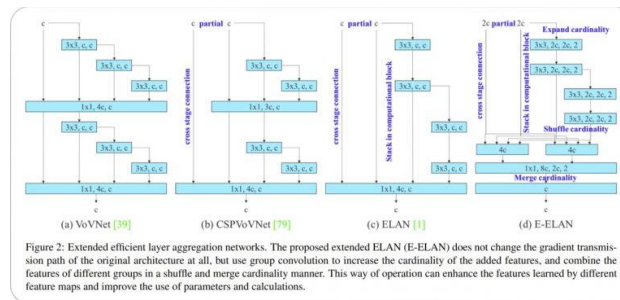 c
3x3, c, c
3x3, c, c
3x3, c, c
1x1, 4c, c
3x3, c, c
3x3, c, c
3x3, c, c
1x1, 4c, c
c
(a) VoVNet [39]
c partial c
cross stage connection
3x3, c, c
3x3, c, c
1x1, 3c, c
3x3, c, c
3x3, c, c
1x1, 4c, c
c
(b) CSPVoVNet [79]
c partial c
cross stage connection
Stack in computational block
3x3, c, c
3x3, c, c
3x3, c, c
3x3, c, c
1x1, 4c, c
c
(c) ELAN [1]
2c partial 2c
Expand cardinality
cross stage connection
Stack in computational block
3x3, 2c, 2c, 2
3x3, 2c, 2c, 2
3x3, 2c, 2c, 2
3x3, 2c, 2c, 2
Shuffle cardinality
4c
4c
1x1, 8c, 2c, 2
Merge cardinality
c
c
(d) E-ELAN
Figure 2: Extended efficient layer aggregation networks. The proposed extended ELAN (E-ELAN) does not change the gradient transmis-
sion path of the original architecture at all, but use group convolution to increase the cardinality of the added features, and combine the
features of different groups in a shuffle and merge cardinality manner. This way of operation can enhance the features learned by different
feature maps and improve the use of parameters and calculations.